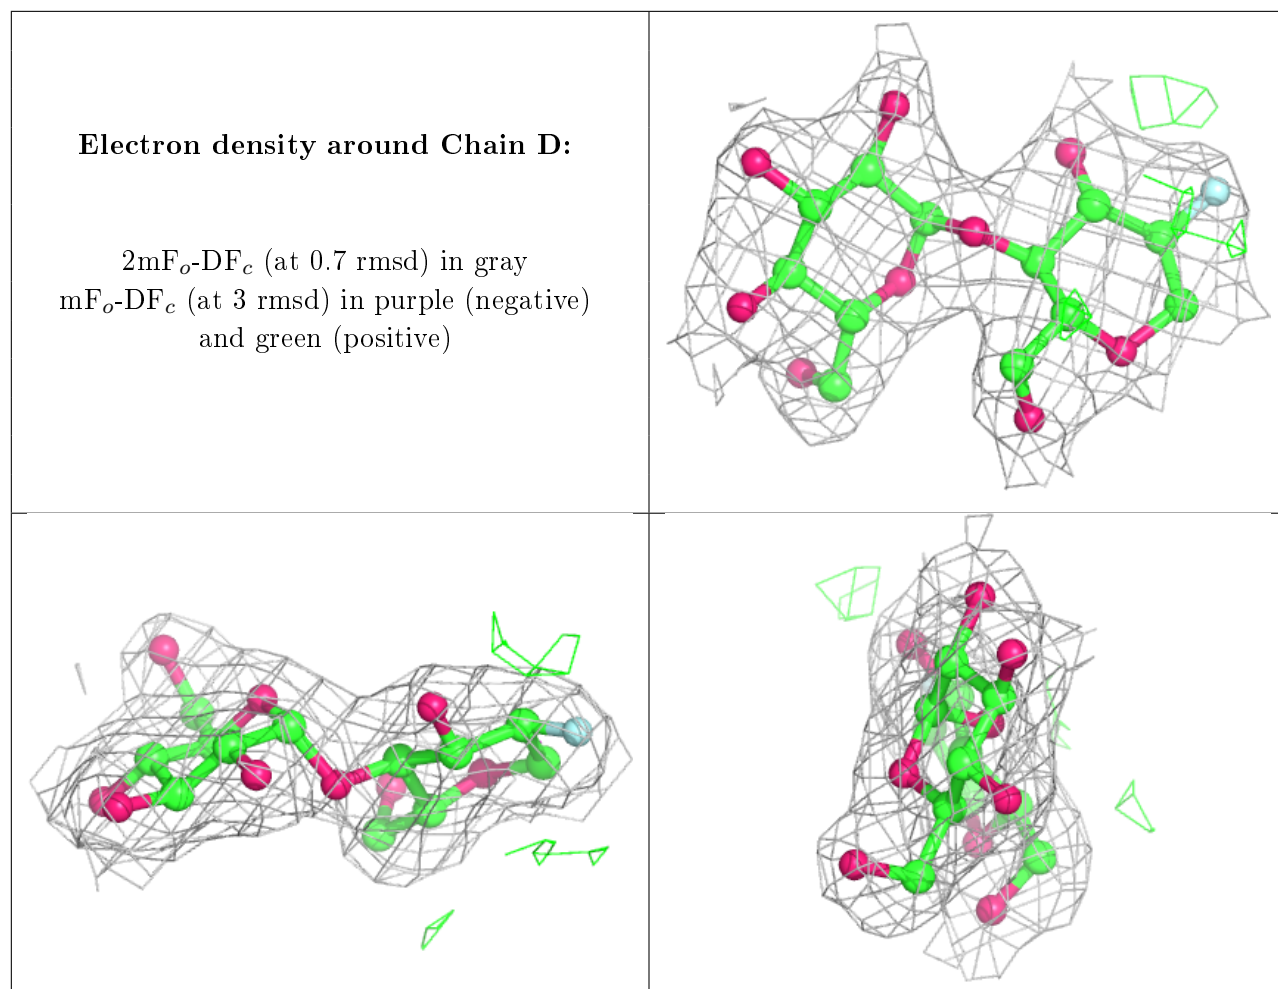 Electron density around Chain D:
2mFₒ-DF𝒸 (at 0.7 rmsd) in gray
mFₒ-DF𝒸 (at 3 rmsd) in purple (negative)
and green (positive)